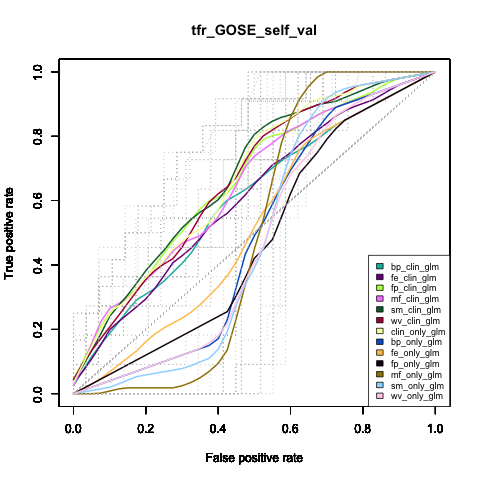 tfr_GOSE_self_val
True positive rate
1.0
0.8
0.6
0.4
0.2
0.0
bp_clin_glm
fe_clin_glm
fp_clin_glm
mf_clin_glm
sm_clin_glm
wv_clin_glm
clin_only_glm
bp_only_glm
fe_only_glm
fp_only_glm
mf_only_glm
sm_only_glm
wv_only_glm
0.0 0.2 0.4 0.6 0.8 1.0
False positive rate